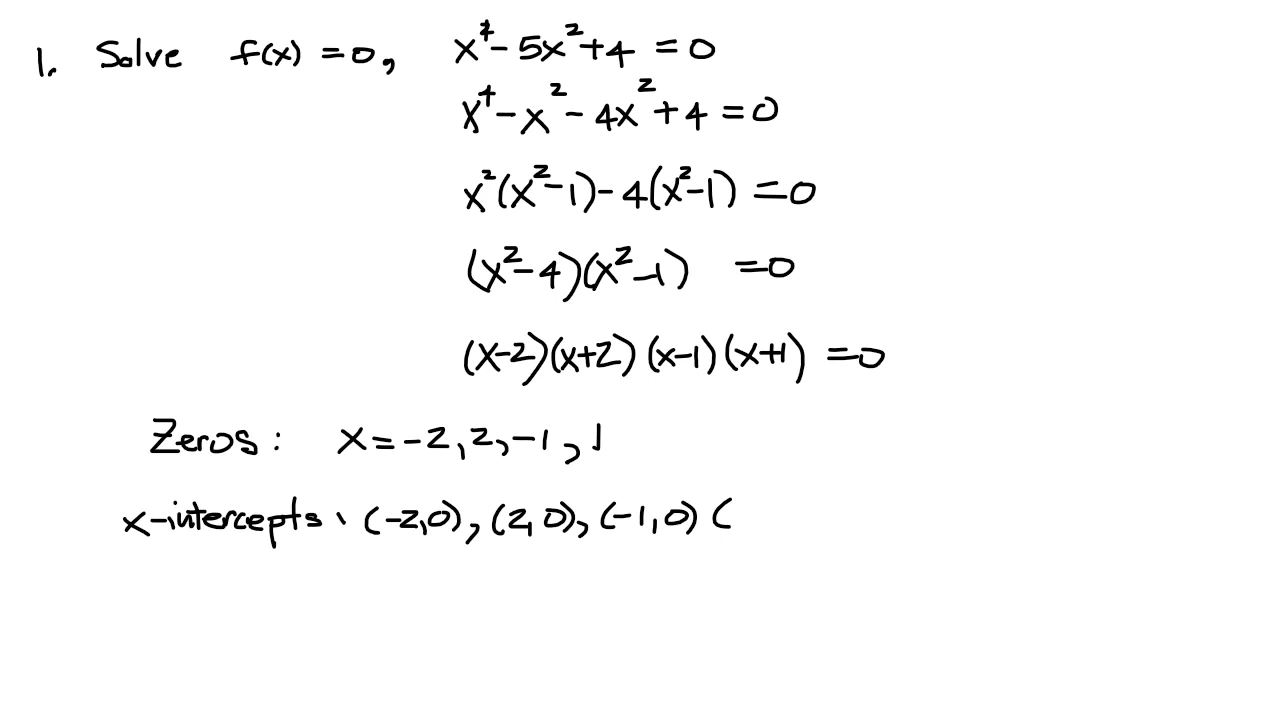 1. Solve f(x) = 0, x⁴ - 5x² + 4 = 0
x⁴ - x² - 4x² + 4 = 0
x²(x² - 1) - 4(x² - 1) = 0
(x² - 4)(x² - 1) = 0
(x-2)(x+2)(x-1)(x+1) = 0
Zeros: x = -2, 2, -1, 1
x-intercepts: (-2,0), (2,0), (-1,0) (